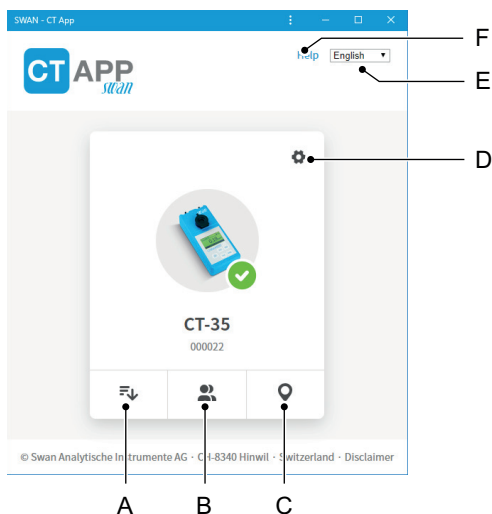 SWAN - CT App
F
Help English
E
CT APP
swan
D
CT-35
000022
© Swan Analytische Instrumente AG · CH-8340 Hinwil · Switzerland · Disclaimer
A B C